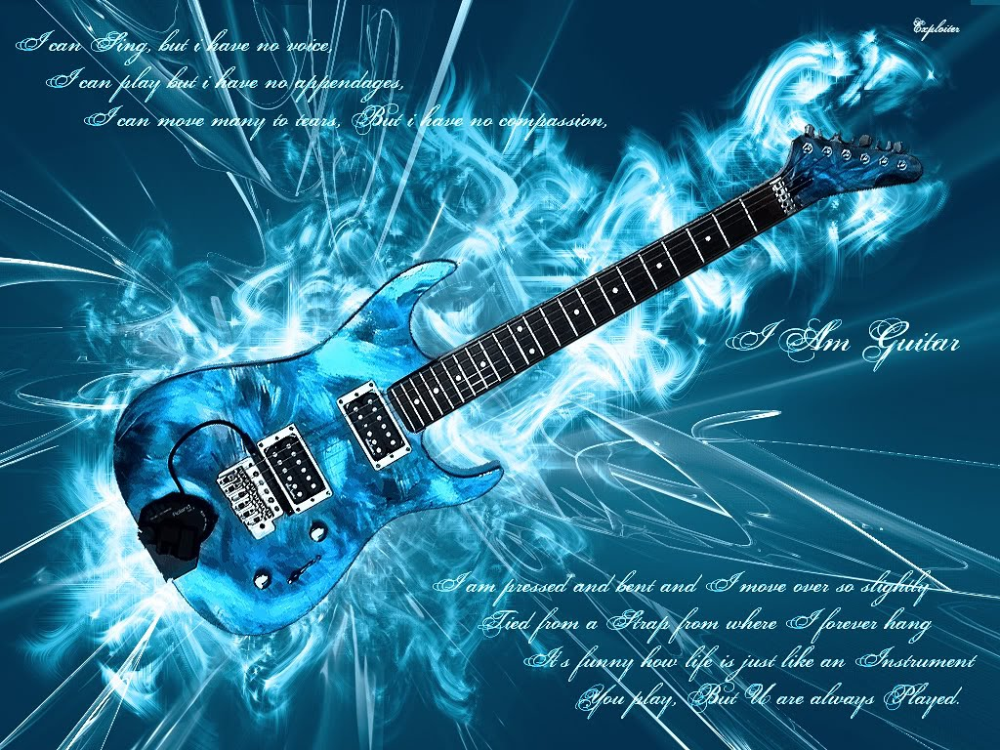 Exploiter
I can Sing, but i have no voice,
I can play but i have no appendages,
I can move many to tears, But i have no compassion,
I Am Guitar
Roland
I am pressed and bent and I move over so slightly
Tied from a Strap from where I forever hang
It's funny how life is just like an Instrument
You play, But U are always Played.